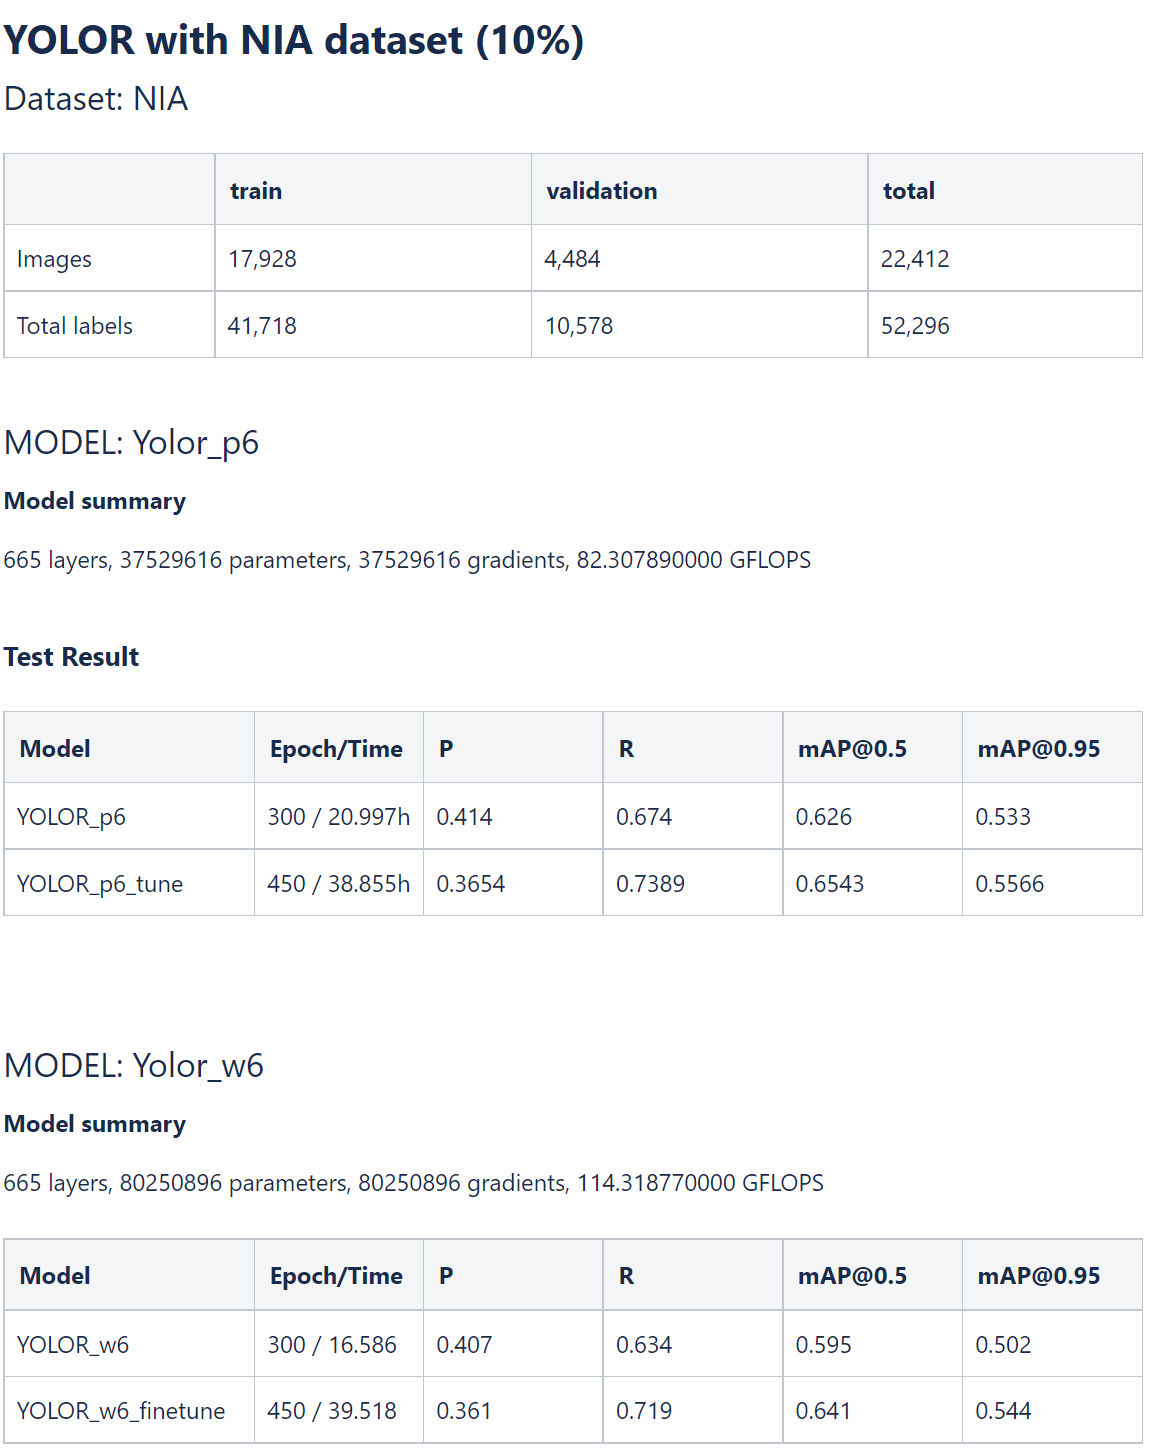 YOLOR with NIA dataset (10%)
Dataset: NIA
train validation total
Images 17,928 4,484 22,412
Total labels 41,718 10,578 52,296
MODEL: Yolor_p6
Model summary
665 layers, 37529616 parameters, 37529616 gradients, 82.307890000 GFLOPS
Test Result
Model Epoch/Time P R mAP@0.5 mAP@0.95
YOLOR_p6 300 / 20.997h 0.414 0.674 0.626 0.533
YOLOR_p6_tune 450 / 38.855h 0.3654 0.7389 0.6543 0.5566
MODEL: Yolor_w6
Model summary
665 layers, 80250896 parameters, 80250896 gradients, 114.318770000 GFLOPS
Model Epoch/Time P R mAP@0.5 mAP@0.95
YOLOR_w6 300 / 16.586 0.407 0.634 0.595 0.502
YOLOR_w6_finetune 450 / 39.518 0.361 0.719 0.641 0.544